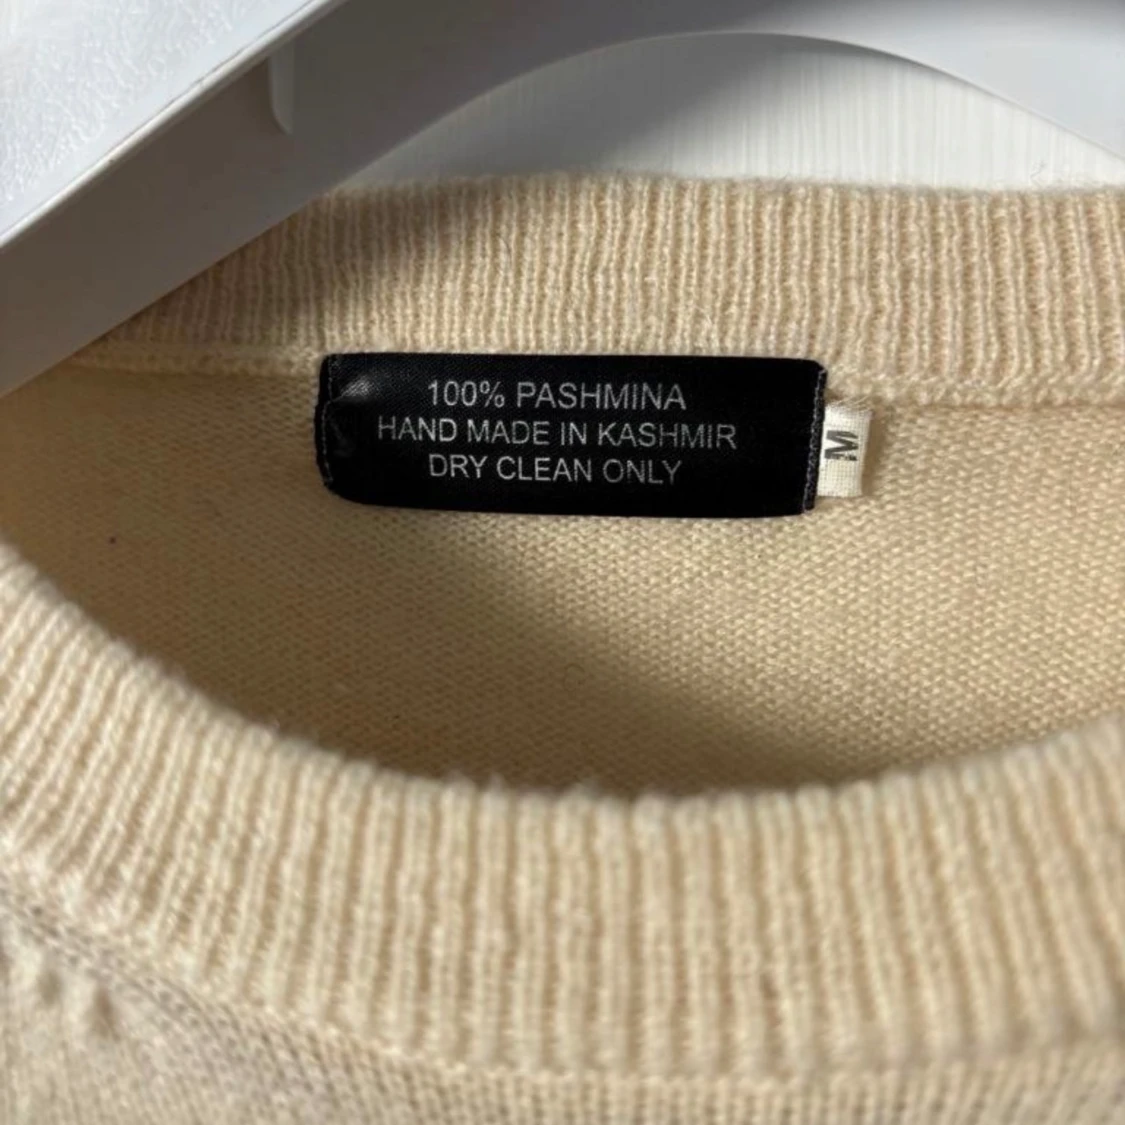 100% PASHMINA
HAND MADE IN KASHMIR
DRY CLEAN ONLY
M